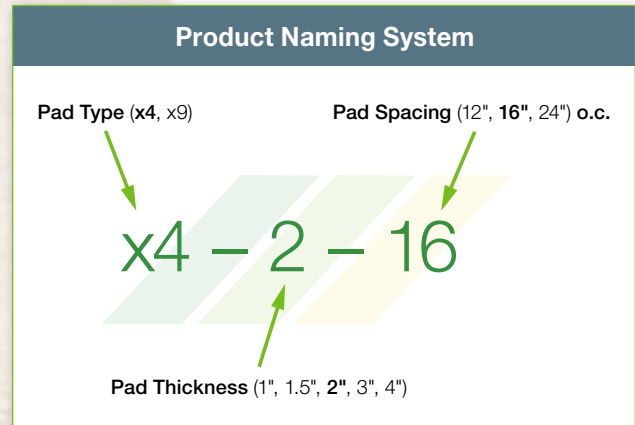 Product Naming System
Pad Type (x4, x9)
Pad Spacing (12", 16", 24") o.c.
x4 – 2 – 16
Pad Thickness (1", 1.5", 2", 3", 4")